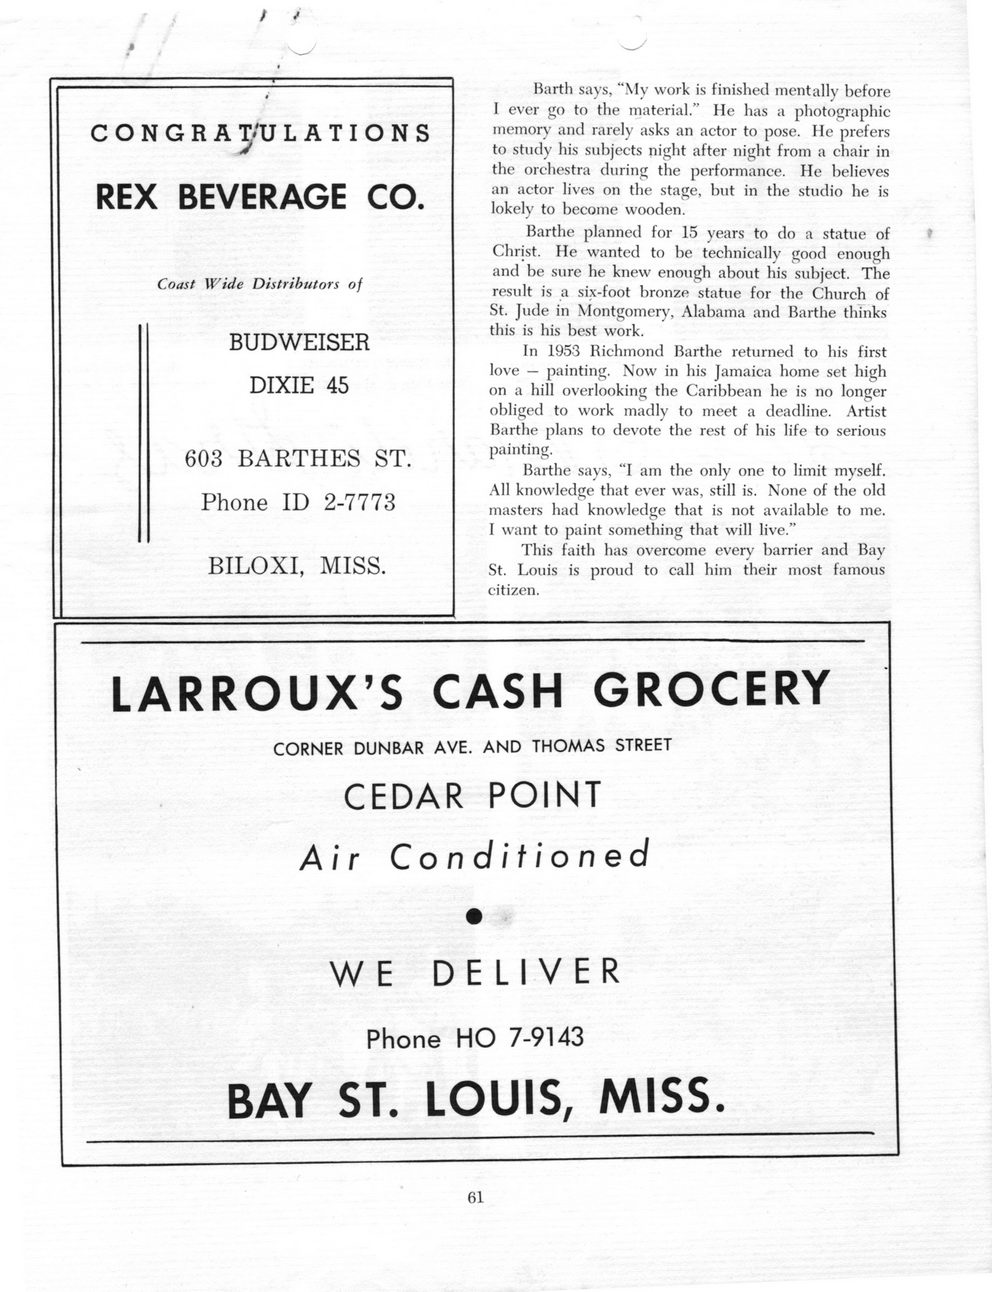 CONGRATULATIONS
REX BEVERAGE CO.
Coast Wide Distributors of
BUDWEISER
DIXIE 45
603 BARTHES ST.
Phone ID 2-7773
BILOXI, MISS.
Barth says, “My work is finished mentally before
I ever go to the material.” He has a photographic
memory and rarely asks an actor to pose. He prefers
to study his subjects night after night from a chair in
the orchestra during the performance. He believes
an actor lives on the stage, but in the studio he is
lokely to become wooden.
Barthe planned for 15 years to do a statue of
Christ. He wanted to be technically good enough
and be sure he knew enough about his subject. The
result is a six-foot bronze statue for the Church of
St. Jude in Montgomery, Alabama and Barthe thinks
this is his best work.
In 1953 Richmond Barthe returned to his first
love — painting. Now in his Jamaica home set high
on a hill overlooking the Caribbean he is no longer
obliged to work madly to meet a deadline. Artist
Barthe plans to devote the rest of his life to serious
painting.
Barthe says, “I am the only one to limit myself.
All knowledge that ever was, still is. None of the old
masters had knowledge that is not available to me.
I want to paint something that will live.”
This faith has overcome every barrier and Bay
St. Louis is proud to call him their most famous
citizen.
LARROUX’S CASH GROCERY
CORNER DUNBAR AVE. AND THOMAS STREET
CEDAR POINT
Air Conditioned
●
WE DELIVER
Phone HO 7-9143
BAY ST. LOUIS, MISS.
61